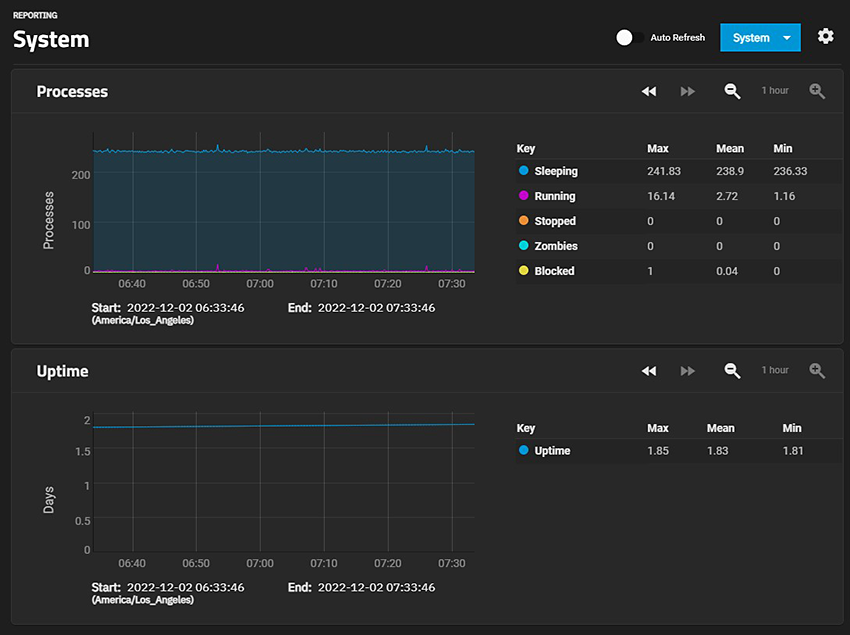 REPORTING
System
Auto Refresh
System
Processes
1 hour
Processes
200
100
0
06:40 06:50 07:00 07:10 07:20 07:30
Start: 2022-12-02 06:33:46 End: 2022-12-02 07:33:46
(America/Los_Angeles)
Key Max Mean Min
Sleeping 241.83 238.9 236.33
Running 16.14 2.72 1.16
Stopped 0 0 0
Zombies 0 0 0
Blocked 1 0.04 0
Uptime
1 hour
Days
2
1.5
1
0.5
0
06:40 06:50 07:00 07:10 07:20 07:30
Start: 2022-12-02 06:33:46 End: 2022-12-02 07:33:46
(America/Los_Angeles)
Key Max Mean Min
Uptime 1.85 1.83 1.81